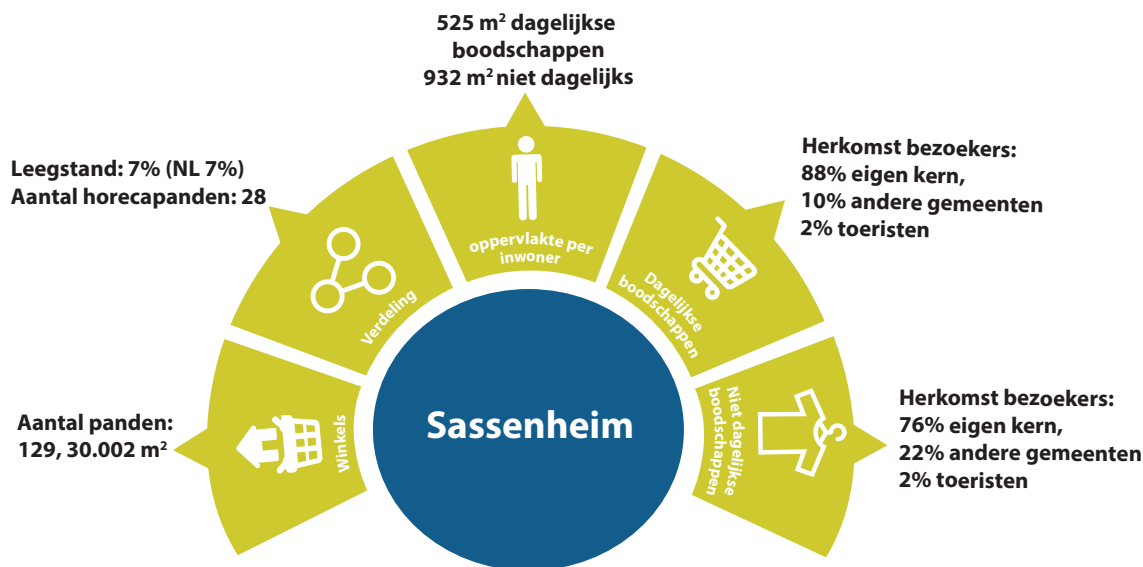 525 m² dagelijkse
boodschappen
932 m² niet dagelijks
Leegstand: 7% (NL 7%)
Aantal horecapanden: 28
Herkomst bezoekers:
88% eigen kern,
10% andere gemeenten
2% toeristen
oppervlakte per
inwoner
Verdeling
Dagelijkse
boodschappen
Aantal panden:
129, 30.002 m²
Winkels
Sassenheim
Niet dagelijkse
boodschappen
Herkomst bezoekers:
76% eigen kern,
22% andere gemeenten
2% toeristen